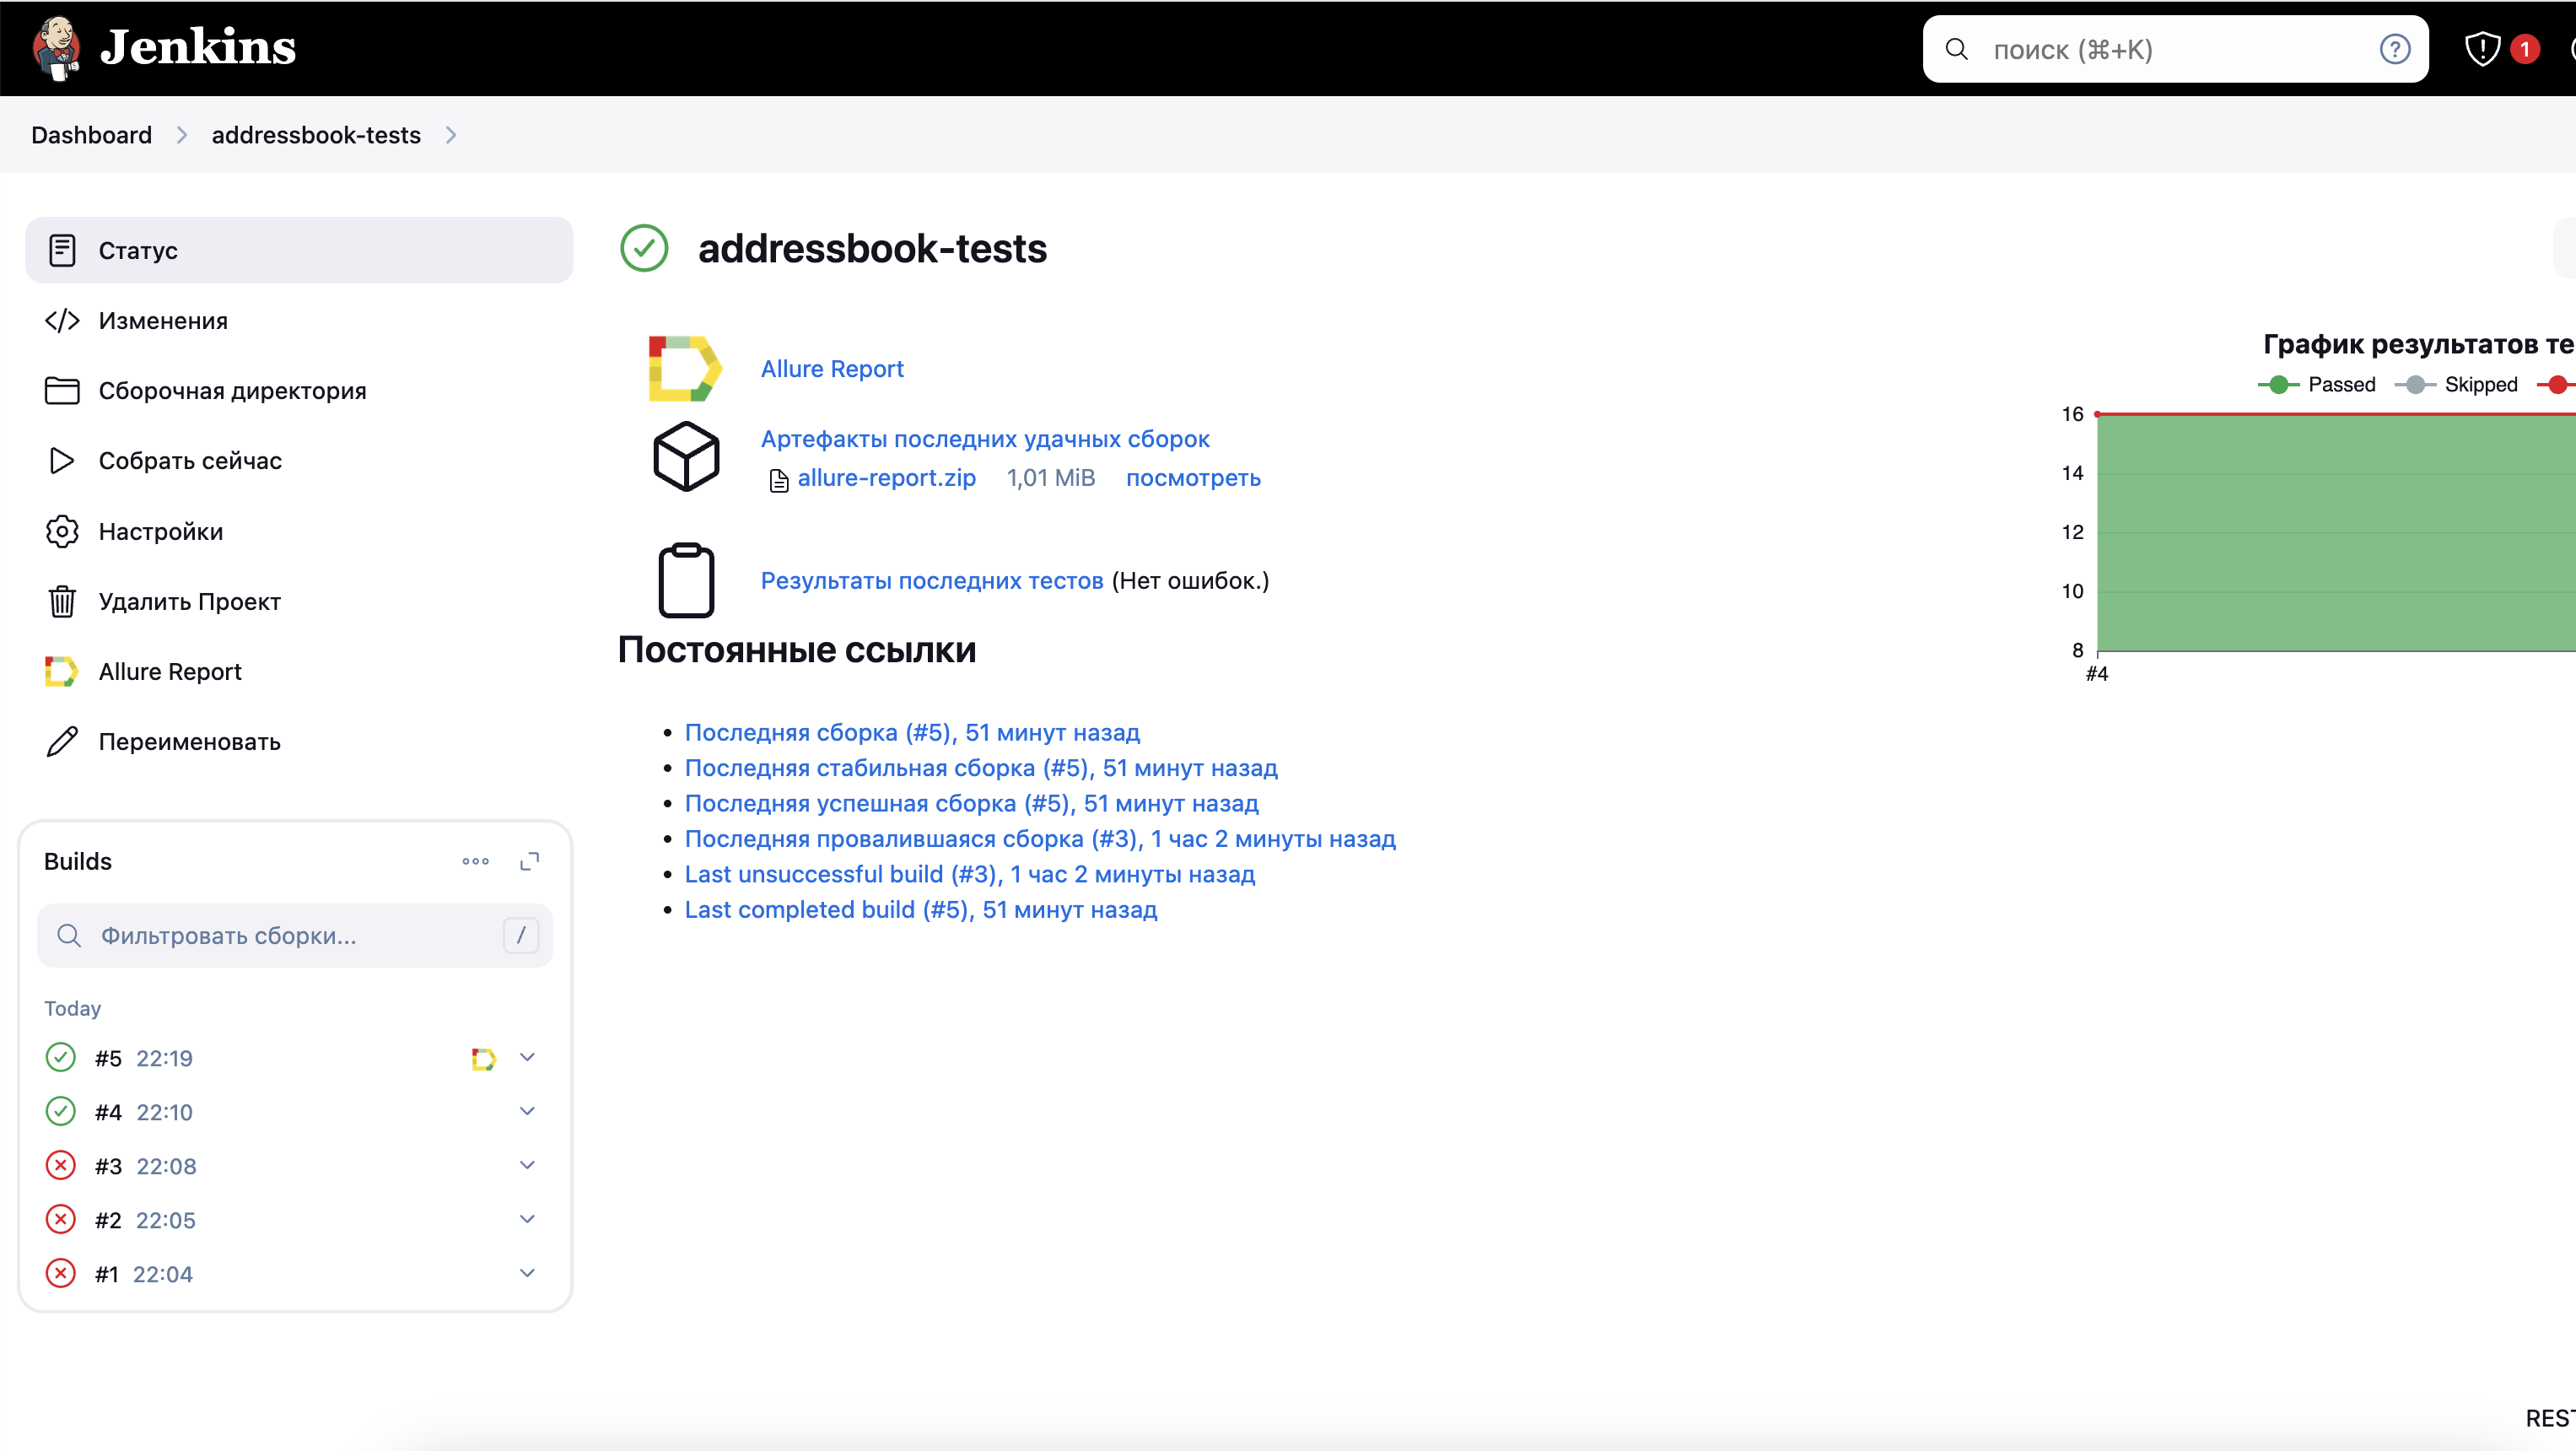 Jenkins
поиск (⌘+K)
1
Dashboard
addressbook-tests
Статус
Изменения
Сборочная директория
Собрать сейчас
Настройки
Удалить Проект
Allure Report
Переименовать
Builds
Фильтровать сборки...
/
Today
#5 22:19
#4 22:10
#3 22:08
#2 22:05
#1 22:04
addressbook-tests
Allure Report
Артефакты последних удачных сборок
allure-report.zip 1,01 MiB посмотреть
Результаты последних тестов (Нет ошибок.)
Постоянные ссылки
Последняя сборка (#5), 51 минут назад
Последняя стабильная сборка (#5), 51 минут назад
Последняя успешная сборка (#5), 51 минут назад
Последняя провалившаяся сборка (#3), 1 час 2 минуты назад
Last unsuccessful build (#3), 1 час 2 минуты назад
Last completed build (#5), 51 минут назад
График результатов те
Passed Skipped
16
14
12
10
8
#4
REST